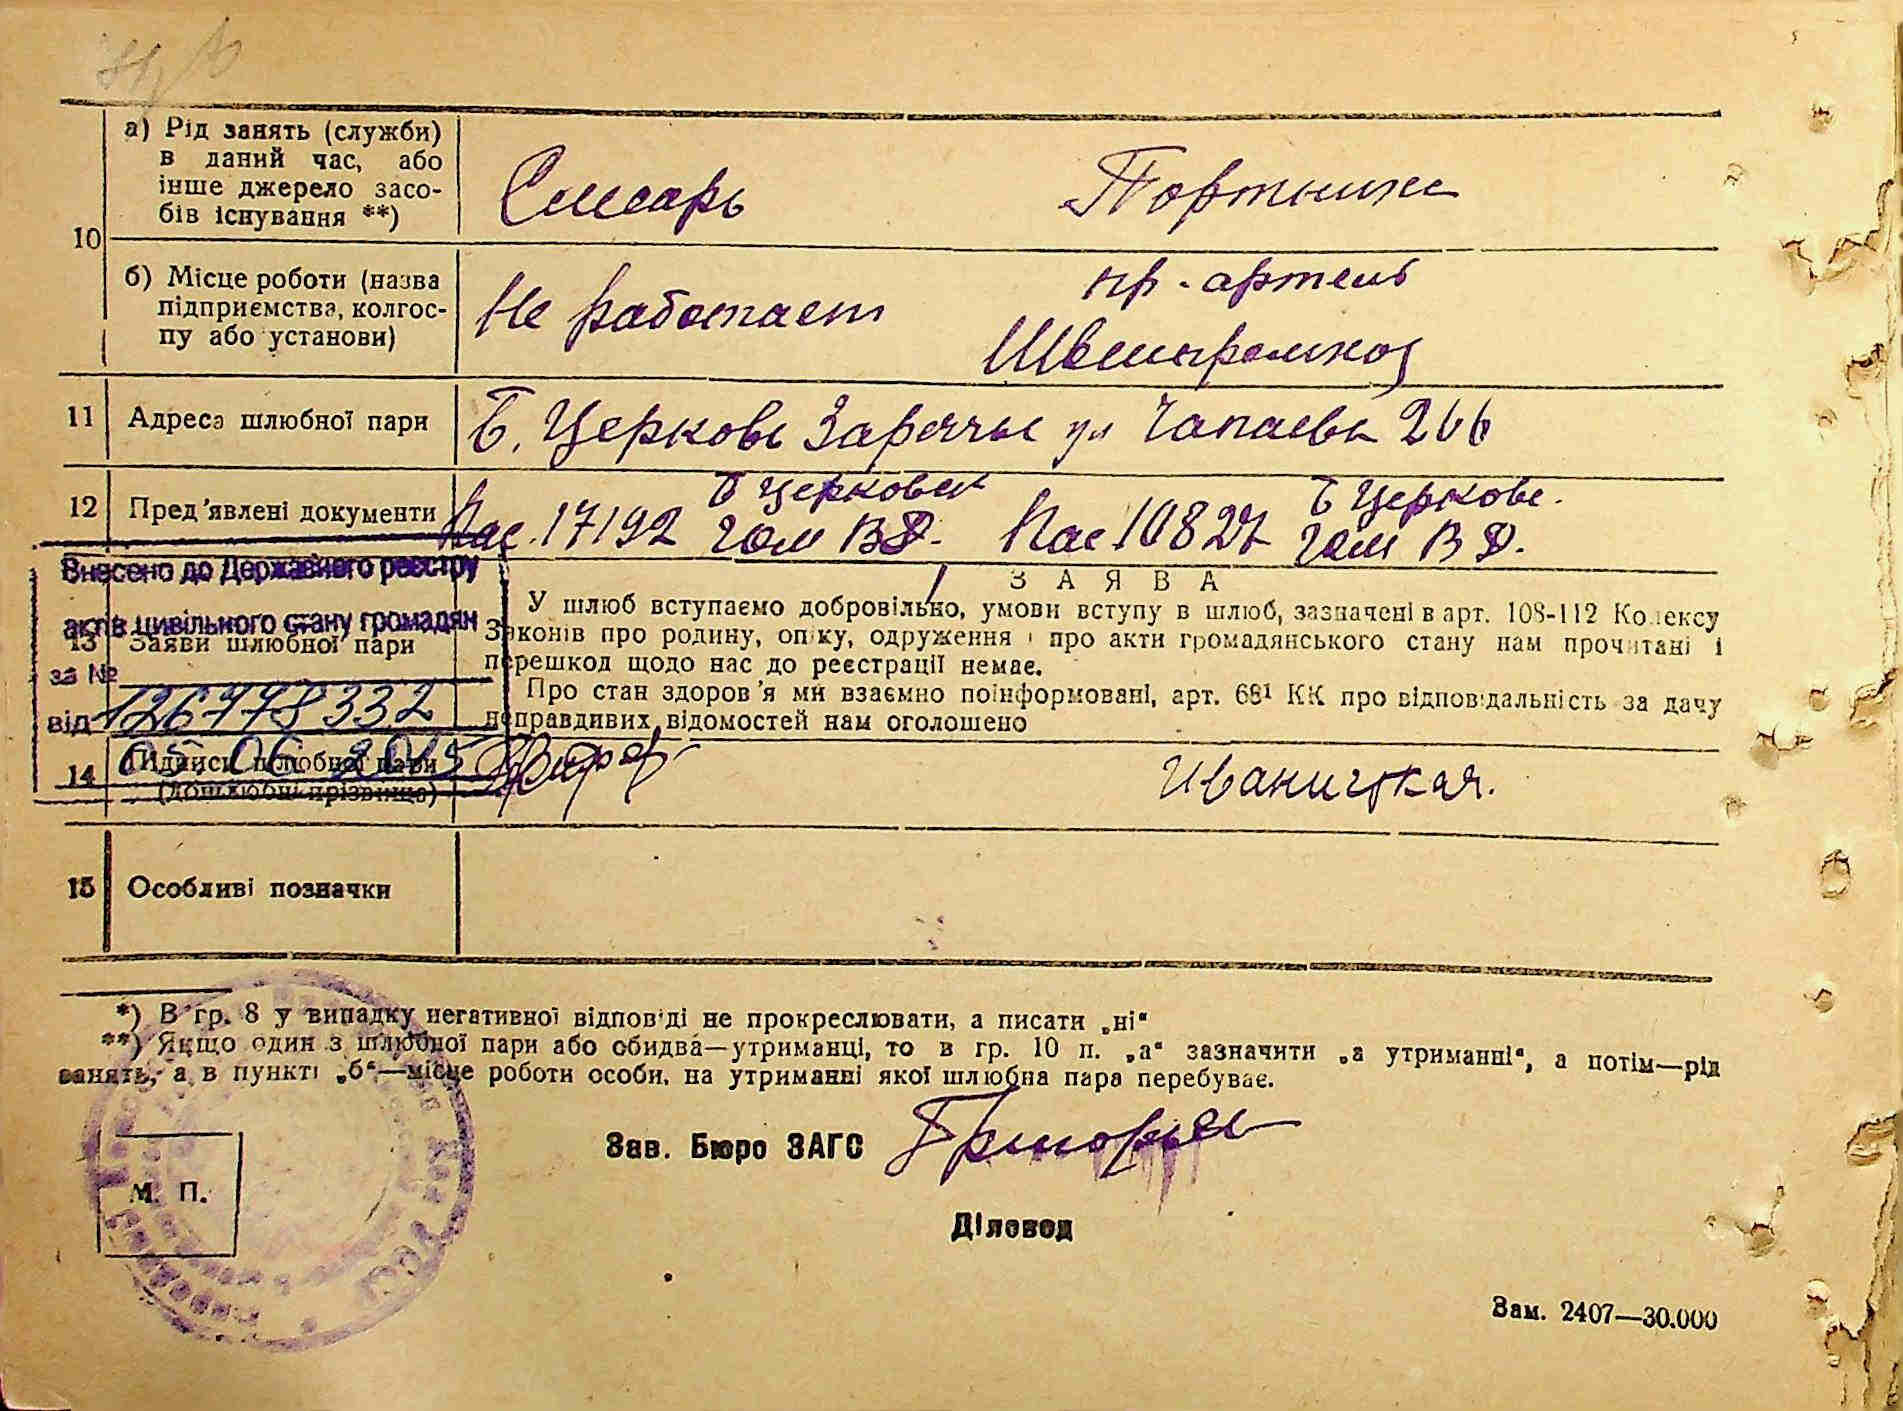 а) Рід занять (служби)
в даний час, або
інше джерело засо-
бів існування **)
Слесарь
10
б) Місце роботи (назва
підприємства, колгос-
пу або установи)
Не работает
пр. артель
11 Адреса шлюбної пари
Б. Церковь Заречье ул Чапаева 266
12 Пред'явлені документи
Пас. 17192 Гом ВД. Пас 10827 Гом ВД.
Внесено до Державного реєстру
актів цивільного стану громадян
за №
126778332
від
05.06.2015
З А Я В А
13 Заяви шлюбної пари
У шлюб вступаємо добровільно, умови вступу в шлюб, зазначені в арт. 108-112 Кодексу
Законів про родину, опіку, одруження і про акти громадянського стану нам прочитані і
перешкод щодо нас до реєстрації немає.
Про стан здоров'я ми взаємно поінформовані, арт. 68¹ КК про відповідальність за дачу
неправдивих відомостей нам оголошено
14 Підписи шлюбної пари
(дошлюбні прізвища)
Иваницкая.
15 Особливі позначки
*) В гр. 8 у випадку негативної відповіді не прокреслювати, а писати „ні“
**) Якщо один з шлюбної пари або обидва—утриманці, то в гр. 10 п. „а“ зазначити „а утриманні“, а потім—рід
занять, а в пункті „б“—місце роботи особи, на утриманні якої шлюбна пара перебуває.
Зав. Бюро ЗАГС
М. П.
Діловод
Зам. 2407—30.000